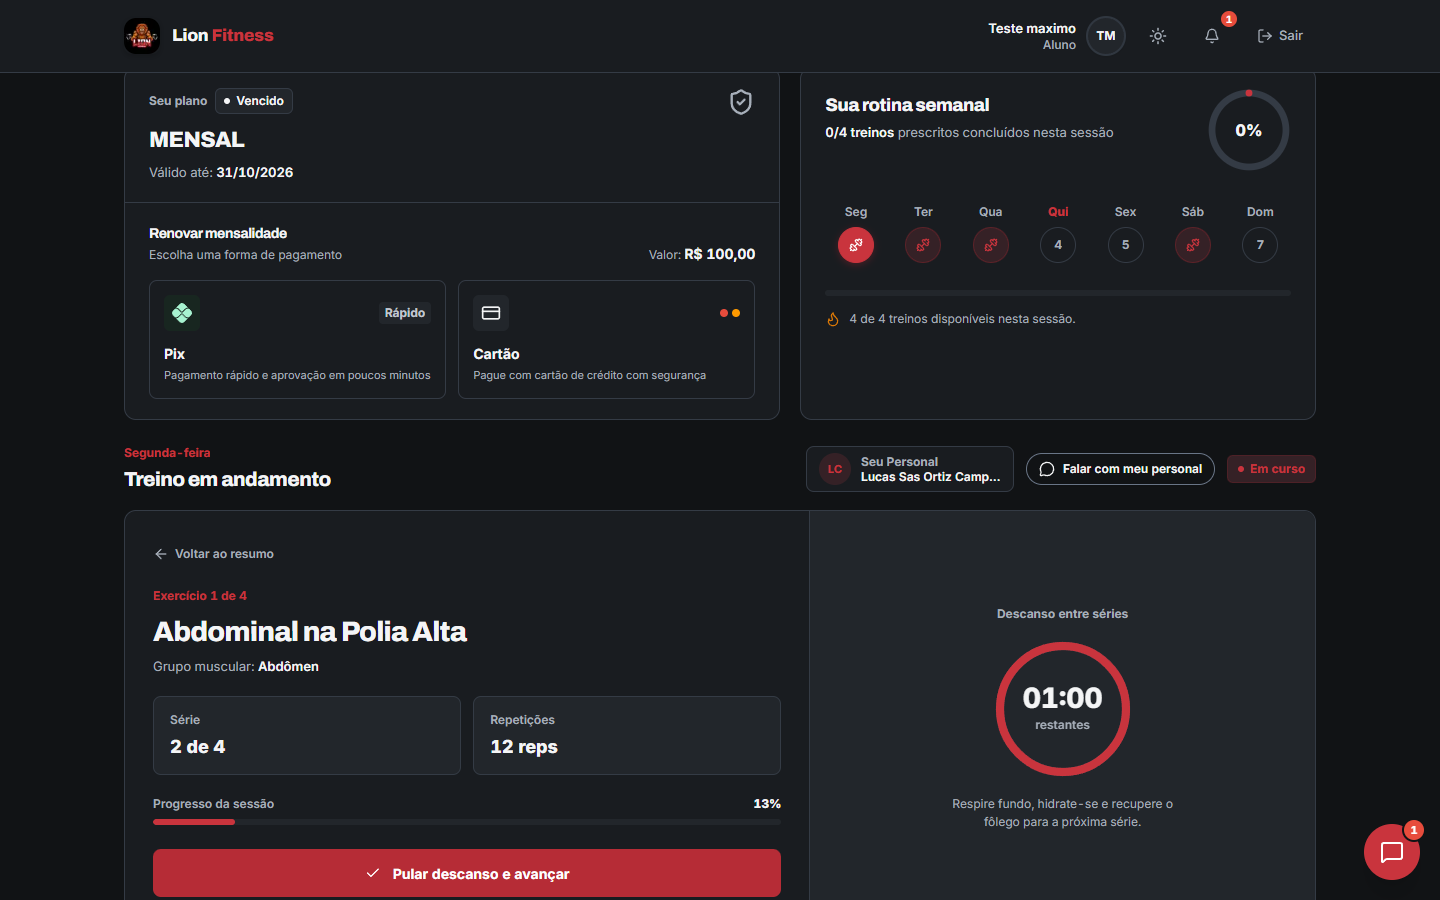 Lion Fitness
Teste maximo
Aluno
TM
1
Sair
Seu plano
Vencido
MENSAL
Válido até: 31/10/2026
Renovar mensalidade
Escolha uma forma de pagamento
Valor: R$ 100,00
Rápido
Pix
Pagamento rápido e aprovação em poucos minutos
Cartão
Pague com cartão de crédito com segurança
Sua rotina semanal
0/4 treinos prescritos concluídos nesta sessão
0%
Seg Ter Qua Qui Sex Sáb Dom
4 5 7
4 de 4 treinos disponíveis nesta sessão.
Segunda-feira
Treino em andamento
LC
Seu Personal
Lucas Sas Ortiz Camp...
Falar com meu personal
Em curso
Voltar ao resumo
Exercício 1 de 4
Abdominal na Polia Alta
Grupo muscular: Abdômen
Série
2 de 4
Repetições
12 reps
Progresso da sessão
13%
Pular descanso e avançar
Descanso entre séries
01:00
restantes
Respire fundo, hidrate-se e recupere o
fôlego para a próxima série.
1